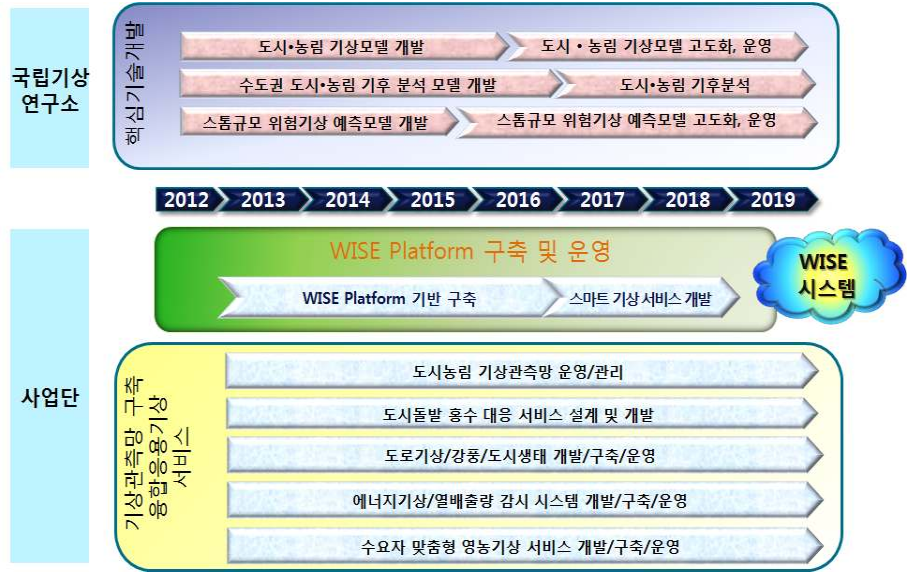 국립기상
연구소
핵심기술개발
도시•농림 기상모델 개발
도시 • 농림 기상모델 고도화, 운영
수도권 도시•농림 기후 분석 모델 개발
도시•농림 기후분석
스톰규모 위험기상 예측모델 개발
스톰규모 위험기상 예측모델 고도화, 운영
2012 2013 2014 2015 2016 2017 2018 2019
사업단
WISE Platform 구축 및 운영
WISE Platform 기반 구축
스마트 기상서비스 개발
WISE
시스템
기상관측망 구축
융합응용기상
서비스
도시농림 기상관측망 운영/관리
도시돌발 홍수 대응 서비스 설계 및 개발
도로기상/강풍/도시생태 개발/구축/운영
에너지기상/열배출량 감시 시스템 개발/구축/운영
수요자 맞춤형 영농기상 서비스 개발/구축/운영